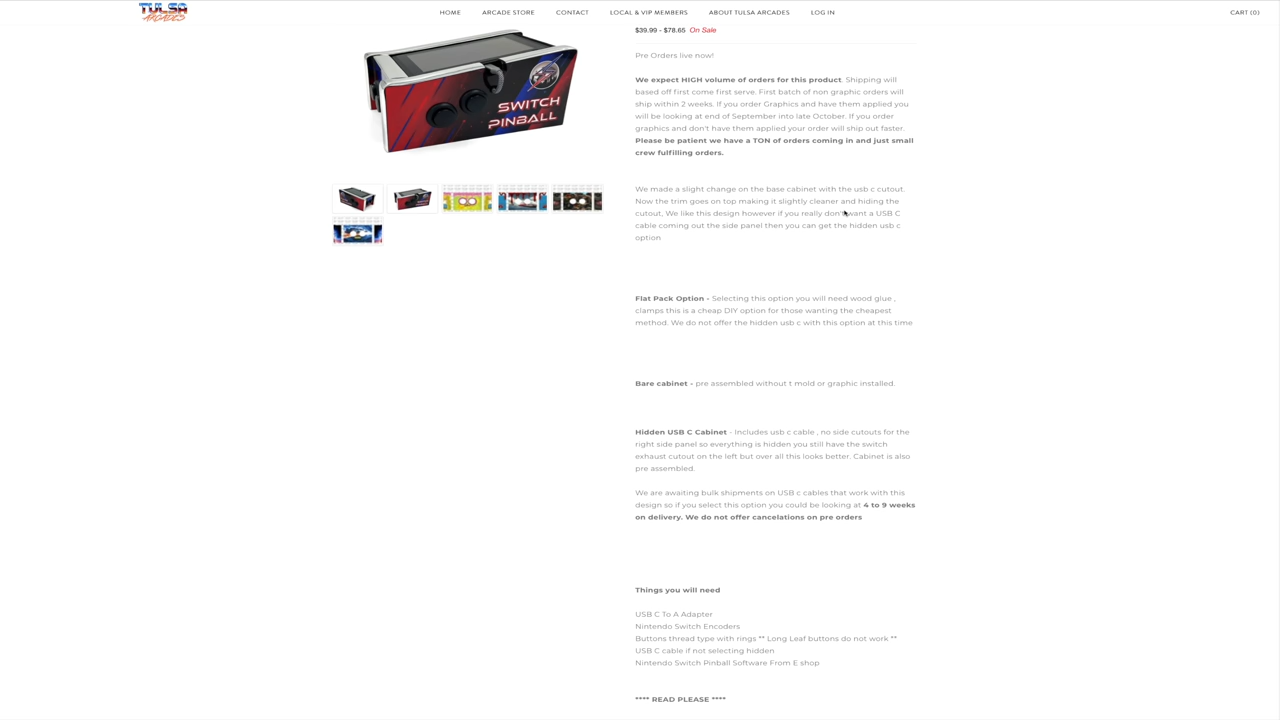 TULSA
ARCADES
HOME
ARCADE STORE
CONTACT
LOCAL & VIP MEMBERS
ABOUT TULSA ARCADES
LOG IN
CART (0)
SWITCH
PINBALL
$39.99 - $78.65 On Sale
Pre Orders live now!
We expect HIGH volume of orders for this product. Shipping will
based off first come first serve. First batch of non graphic orders will
ship within 2 weeks. If you order Graphics and have them applied you
will be looking at end of September into late October. If you order
graphics and don't have them applied your order will ship out faster.
Please be patient we have a TON of orders coming in and just small
crew fulfilling orders.
We made a slight change on the base cabinet with the usb c cutout.
Now the trim goes on top making it slightly cleaner and hiding the
cutout, We like this design however if you really don't want a USB C
cable coming out the side panel then you can get the hidden usb c
option
Flat Pack Option - Selecting this option you will need wood glue ,
clamps this is a cheap DIY option for those wanting the cheapest
method. We do not offer the hidden usb c with this option at this time
Bare cabinet - pre assembled without t mold or graphic installed.
Hidden USB C Cabinet - Includes usb c cable , no side cutouts for the
right side panel so everything is hidden you still have the switch
exhaust cutout on the left but over all this looks better. Cabinet is also
pre assembled.
We are awaiting bulk shipments on USB c cables that work with this
design so if you select this option you could be looking at 4 to 9 weeks
on delivery. We do not offer cancelations on pre orders
Things you will need
USB C To A Adapter
Nintendo Switch Encoders
Buttons thread type with rings ** Long Leaf buttons do not work **
USB C cable if not selecting hidden
Nintendo Switch Pinball Software From E shop
**** READ PLEASE ****